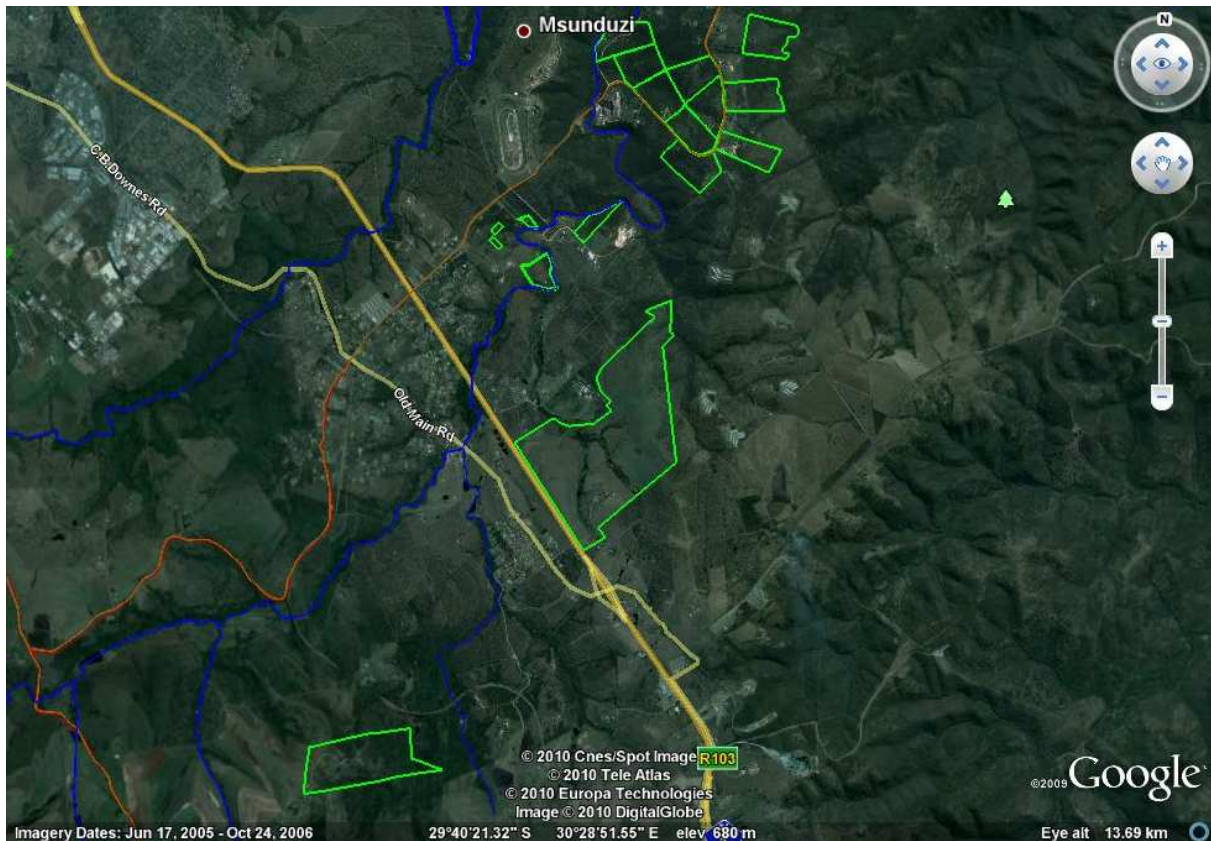 Msunduzi
N
C B Downes Rd
Old Main Rd
© 2010 Cnes/Spot Image
R103
© 2010 Tele Atlas
© 2010 Europa Technologies
Image © 2010 DigitalGlobe
©2009 Google
Imagery Dates: Jun 17, 2005 - Oct 24, 2006 29°40'21.32" S 30°28'51.55" E elev 680 m Eye alt 13.69 km